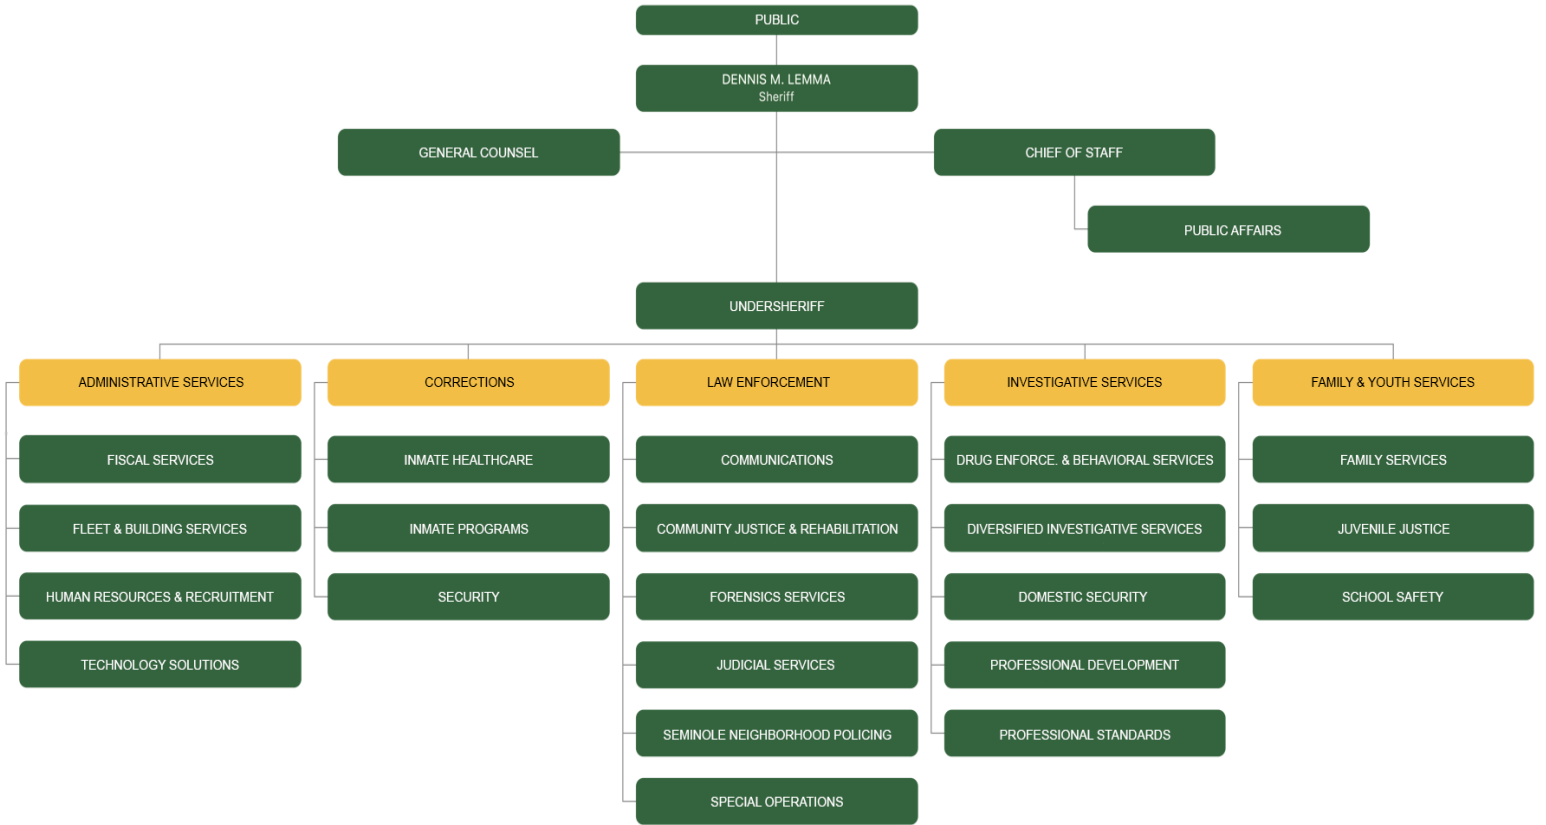 PUBLIC
DENNIS M. LEMMA
Sheriff
GENERAL COUNSEL
CHIEF OF STAFF
PUBLIC AFFAIRS
UNDERSHERIFF
ADMINISTRATIVE SERVICES
FISCAL SERVICES
FLEET & BUILDING SERVICES
HUMAN RESOURCES & RECRUITMENT
TECHNOLOGY SOLUTIONS
CORRECTIONS
INMATE HEALTHCARE
INMATE PROGRAMS
SECURITY
LAW ENFORCEMENT
COMMUNICATIONS
COMMUNITY JUSTICE & REHABILITATION
FORENSICS SERVICES
JUDICIAL SERVICES
SEMINOLE NEIGHBORHOOD POLICING
SPECIAL OPERATIONS
INVESTIGATIVE SERVICES
DRUG ENFORCE. & BEHAVIORAL SERVICES
DIVERSIFIED INVESTIGATIVE SERVICES
DOMESTIC SECURITY
PROFESSIONAL DEVELOPMENT
PROFESSIONAL STANDARDS
FAMILY & YOUTH SERVICES
FAMILY SERVICES
JUVENILE JUSTICE
SCHOOL SAFETY